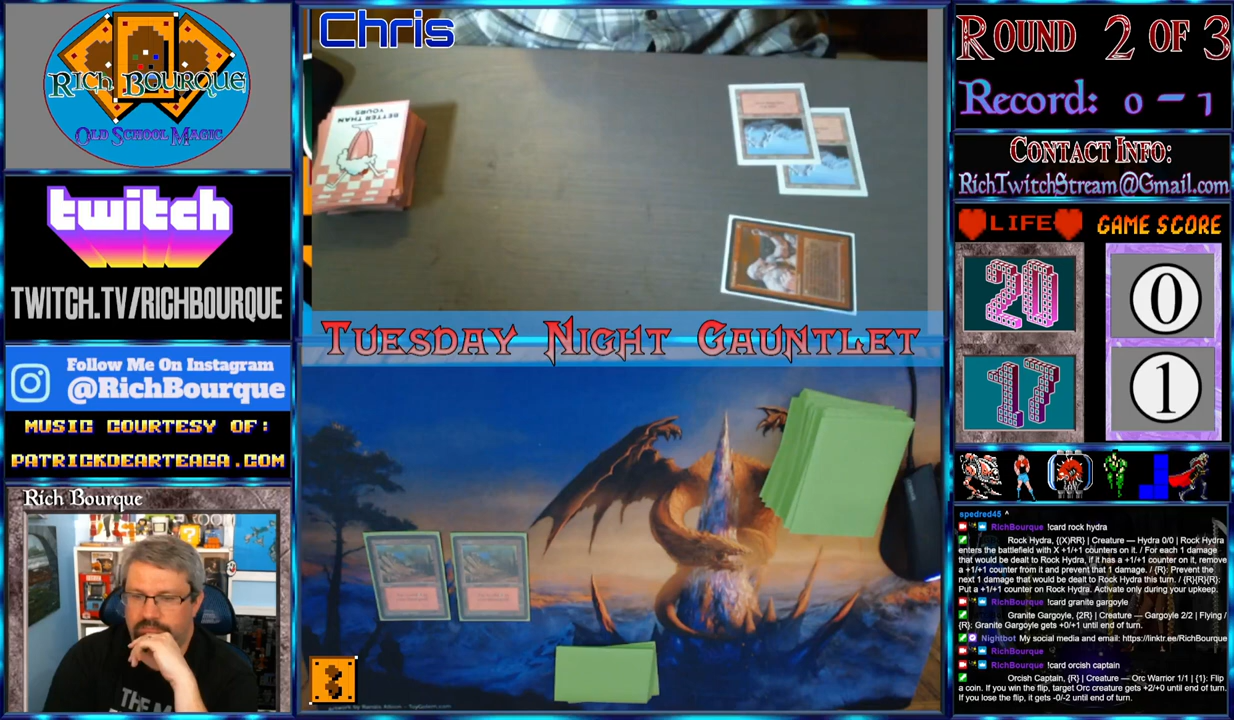 RICH BOURQUE
OLD SCHOOL MAGIC
twitch
TWITCH.TV/RICHBOURQUE
Follow Me On Instagram
@RichBourque
MUSIC COURTESY OF:
PATRICKDEARTEAGA.COM
Rich Bourque
THE
Chris
BETTER THAN
YOURS
TUESDAY NIGHT GAUNTLET
ROUND 2 OF 3
Record: 0 - 1
CONTACT INFO:
RichTwitchStream@Gmail.com
LIFE GAME SCORE
20 0
17 1
spedred45 ^
RichBourque !card rock hydra
Rock Hydra, {(X)RR} | Creature — Hydra 0/0 | Rock Hydra
enters the battlefield with X +1/+1 counters on it. / For each 1 damage
that would be dealt to Rock Hydra, if it has a +1/+1 counter on it, remove
a +1/+1 counter from it and prevent that 1 damage. / {R}: Prevent the
next 1 damage that would be dealt to Rock Hydra this turn. / {R}{R}{R}:
Put a +1/+1 counter on Rock Hydra. Activate only during your upkeep.
RichBourque !card granite gargoyle
Granite Gargoyle, {2R} | Creature — Gargoyle 2/2 | Flying /
{R}: Granite Gargoyle gets +0/+1 until end of turn.
Nightbot My social media and email: https://linktr.ee/RichBourque
RichBourque
RichBourque !card orcish captain
Orcish Captain, {R} | Creature — Orc Warrior 1/1 | {1}: Flip
a coin. If you win the flip, target Orc creature gets +2/+0 until end of turn.
If you lose the flip, it gets -0/-2 until end of turn.